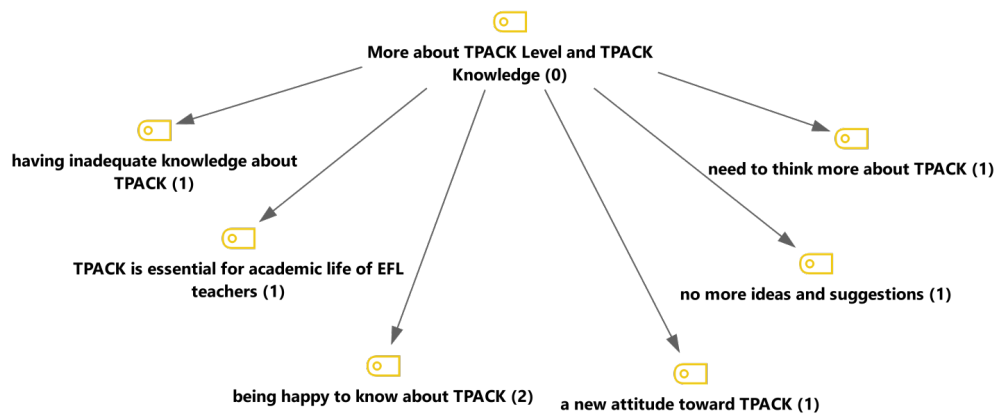 More about TPACK Level and TPACK
Knowledge (0)
having inadequate knowledge about
TPACK (1)
need to think more about TPACK (1)
TPACK is essential for academic life of EFL
teachers (1)
no more ideas and suggestions (1)
being happy to know about TPACK (2)
a new attitude toward TPACK (1)